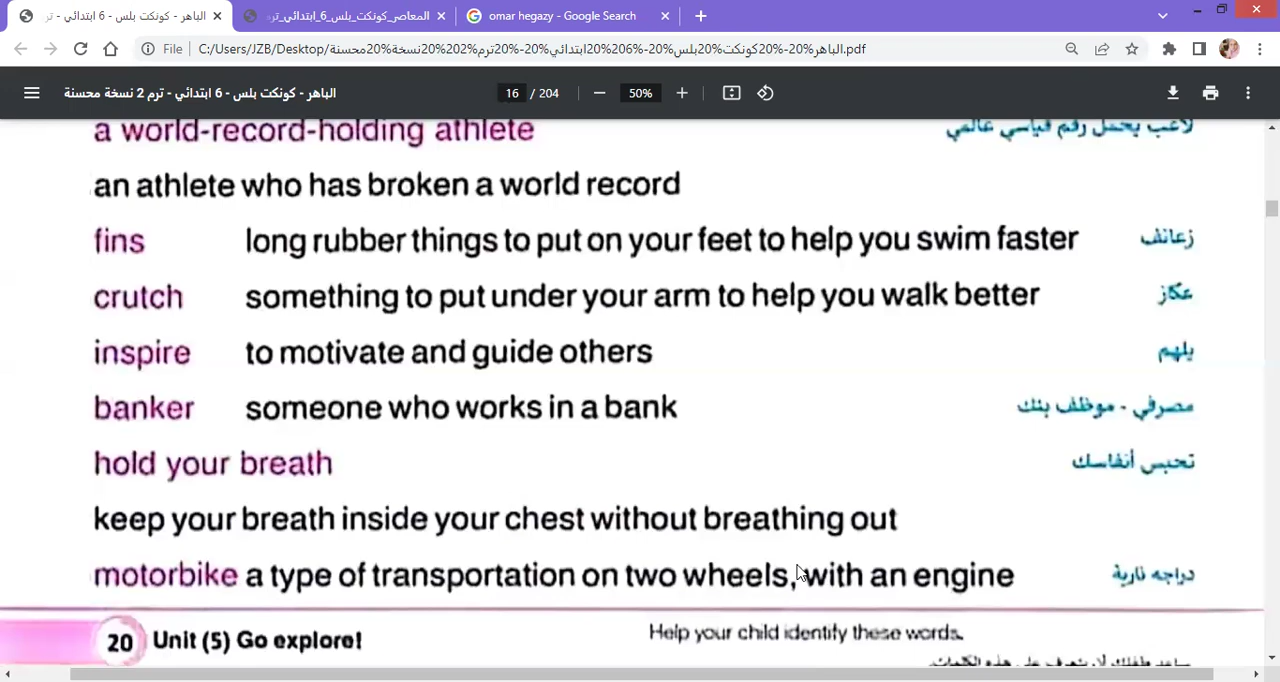 الباهر - كونكت بلس - 6 ابتدائي - تر
المعاصر_كونكت_بلس_6_ابتدائي_تر
omar hegazy - Google Search
File
C:/Users/JZB/Desktop/الباهر%20-%20كونكت%20بلس%20-%206%20ابتدائي%20-%20ترم%202%20نسخة%20محسنة.pdf
الباهر - كونكت بلس - 6 ابتدائي - ترم 2 نسخة محسنة
16 / 204
50%
a world-record-holding athlete لاعب يحمل رقم قياسي عالمي
an athlete who has broken a world record
fins long rubber things to put on your feet to help you swim faster زعانف
crutch something to put under your arm to help you walk better عكاز
inspire to motivate and guide others يلهم
banker someone who works in a bank مصرفي - موظف بنك
hold your breath تحبس أنفاسك
keep your breath inside your chest without breathing out
motorbike a type of transportation on two wheels, with an engine دراجه نارية
20 Unit (5) Go explore!
Help your child identify these words.